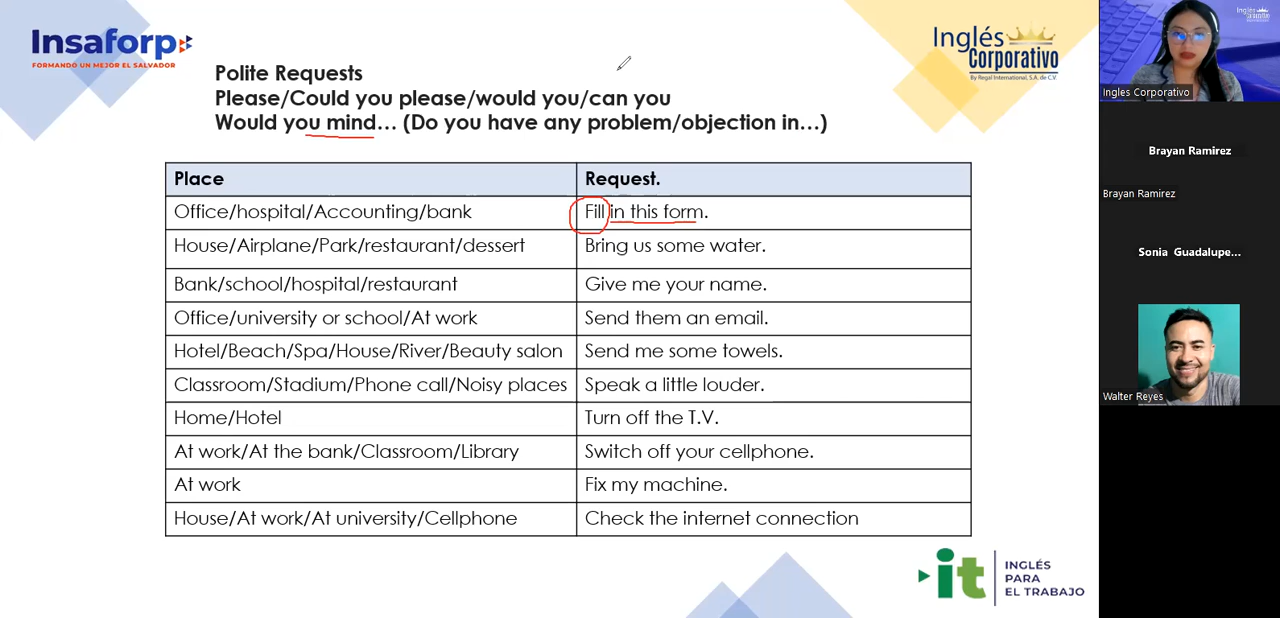 Insaforp
FORMANDO UN MEJOR EL SALVADOR
Inglés
Corporativo
By Regal International, S.A. de C.V.
Polite Requests
Please/Could you please/would you/can you
Would you mind… (Do you have any problem/objection in…)
Place Request.
Office/hospital/Accounting/bank Fill in this form.
House/Airplane/Park/restaurant/dessert Bring us some water.
Bank/school/hospital/restaurant Give me your name.
Office/university or school/At work Send them an email.
Hotel/Beach/Spa/House/River/Beauty salon Send me some towels.
Classroom/Stadium/Phone call/Noisy places Speak a little louder.
Home/Hotel Turn off the T.V.
At work/At the bank/Classroom/Library Switch off your cellphone.
At work Fix my machine.
House/At work/At university/Cellphone Check the internet connection
it
INGLÉS
PARA
EL TRABAJO
Inglés
Corporativo
Ingles Corporativo
Brayan Ramirez
Brayan Ramirez
Sonia Guadalupe...
Walter Reyes